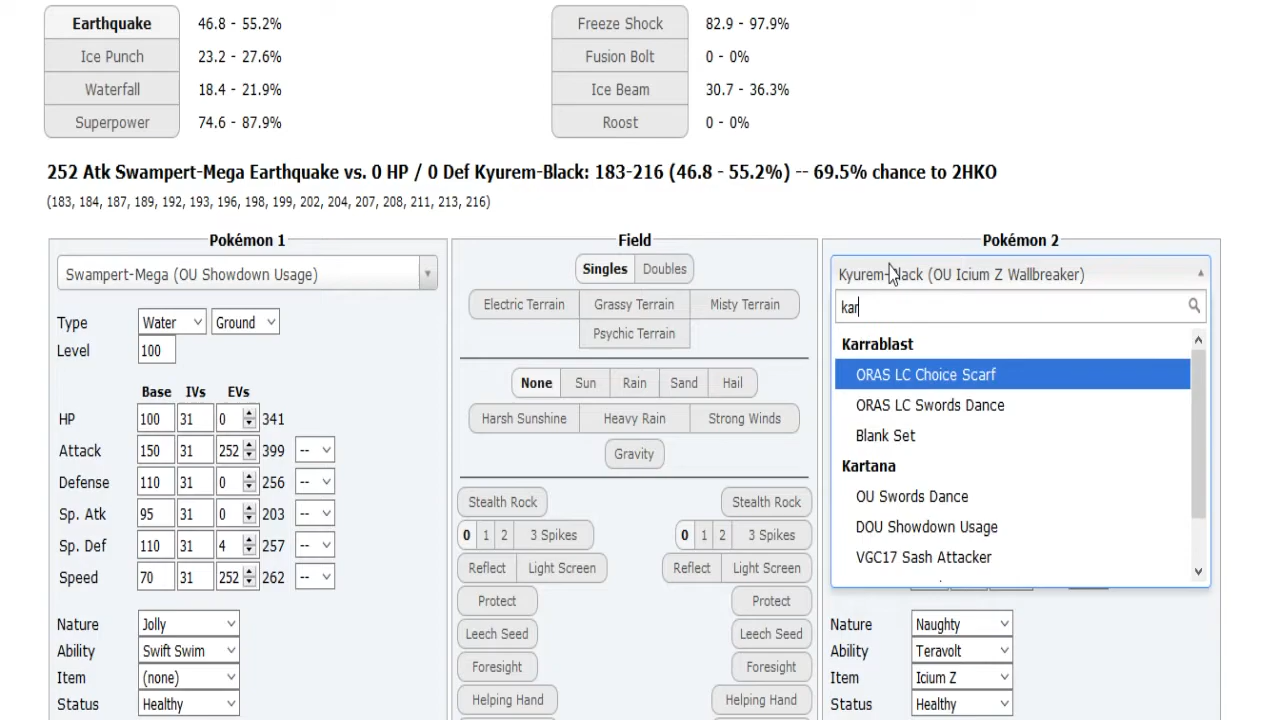 Earthquake 46.8 - 55.2%
Ice Punch 23.2 - 27.6%
Waterfall 18.4 - 21.9%
Superpower 74.6 - 87.9%
Freeze Shock 82.9 - 97.9%
Fusion Bolt 0 - 0%
Ice Beam 30.7 - 36.3%
Roost 0 - 0%
252 Atk Swampert-Mega Earthquake vs. 0 HP / 0 Def Kyurem-Black: 183-216 (46.8 - 55.2%) -- 69.5% chance to 2HKO
(183, 184, 187, 189, 192, 193, 196, 198, 199, 202, 204, 207, 208, 211, 213, 216)
Pokémon 1
Swampert-Mega (OU Showdown Usage)
Type Water Ground
Level 100
Base IVs EVs
HP 100 31 0 341
Attack 150 31 252 399 --
Defense 110 31 0 256 --
Sp. Atk 95 31 0 203 --
Sp. Def 110 31 4 257 --
Speed 70 31 252 262 --
Nature Jolly
Ability Swift Swim
Item (none)
Status Healthy
Field
Singles Doubles
Electric Terrain Grassy Terrain Misty Terrain
Psychic Terrain
None Sun Rain Sand Hail
Harsh Sunshine Heavy Rain Strong Winds
Gravity
Stealth Rock Stealth Rock
0 1 2 3 Spikes 0 1 2 3 Spikes
Reflect Light Screen Reflect Light Screen
Protect Protect
Leech Seed Leech Seed
Foresight Foresight
Helping Hand Helping Hand
Pokémon 2
(OU Icium Z Wallbreaker)
kar
Karrablast
ORAS LC Choice Scarf
ORAS LC Swords Dance
Blank Set
Kartana
OU Swords Dance
DOU Showdown Usage
VGC17 Sash Attacker
Nature Naughty
Ability Teravolt
Item Icium Z
Status Healthy